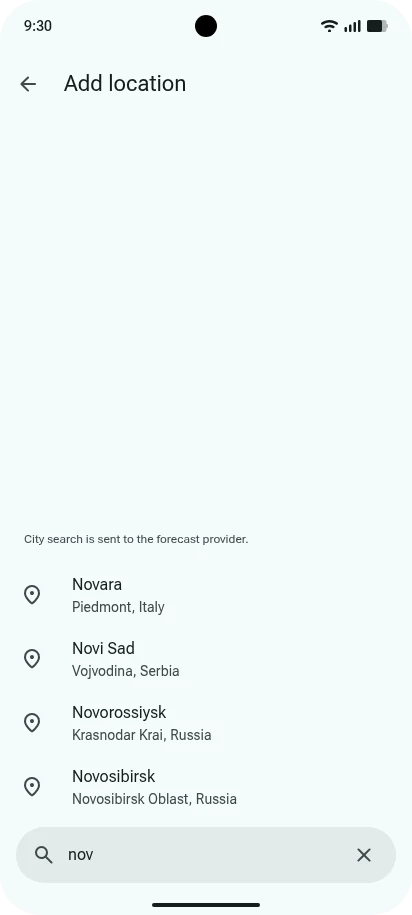 9:30
Add location
City search is sent to the forecast provider.
Novara
Piedmont, Italy
Novi Sad
Vojvodina, Serbia
Novorossiysk
Krasnodar Krai, Russia
Novosibirsk
Novosibirsk Oblast, Russia
nov